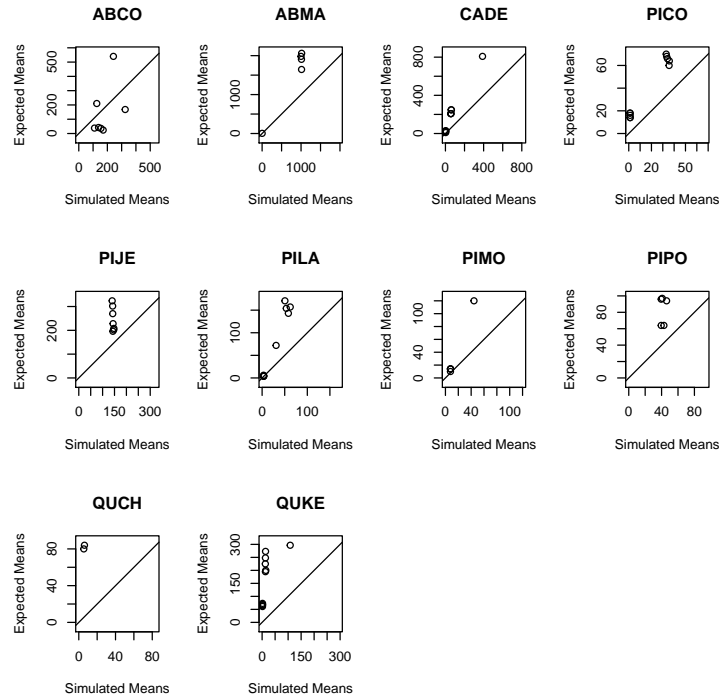 ABCO ABMA CADE PICO
Expected Means 0 200 500
0 200 500
Simulated Means
Expected Means 0 1000
0 1000
Simulated Means
Expected Means 0 400 800
0 400 800
Simulated Means
Expected Means 0 20 60
0 20 60
Simulated Means
PIJE PILA PIMO PIPO
Expected Means 0 200
0 150 300
Simulated Means
Expected Means 0 100
0 100
Simulated Means
Expected Means 0 40 80
0 40 80
Simulated Means
Expected Means 0 40 80
0 40 80
Simulated Means
QUCH QUKE
Expected Means 0 40 80
0 40 80
Simulated Means
Expected Means 0 150 300
0 150 300
Simulated Means